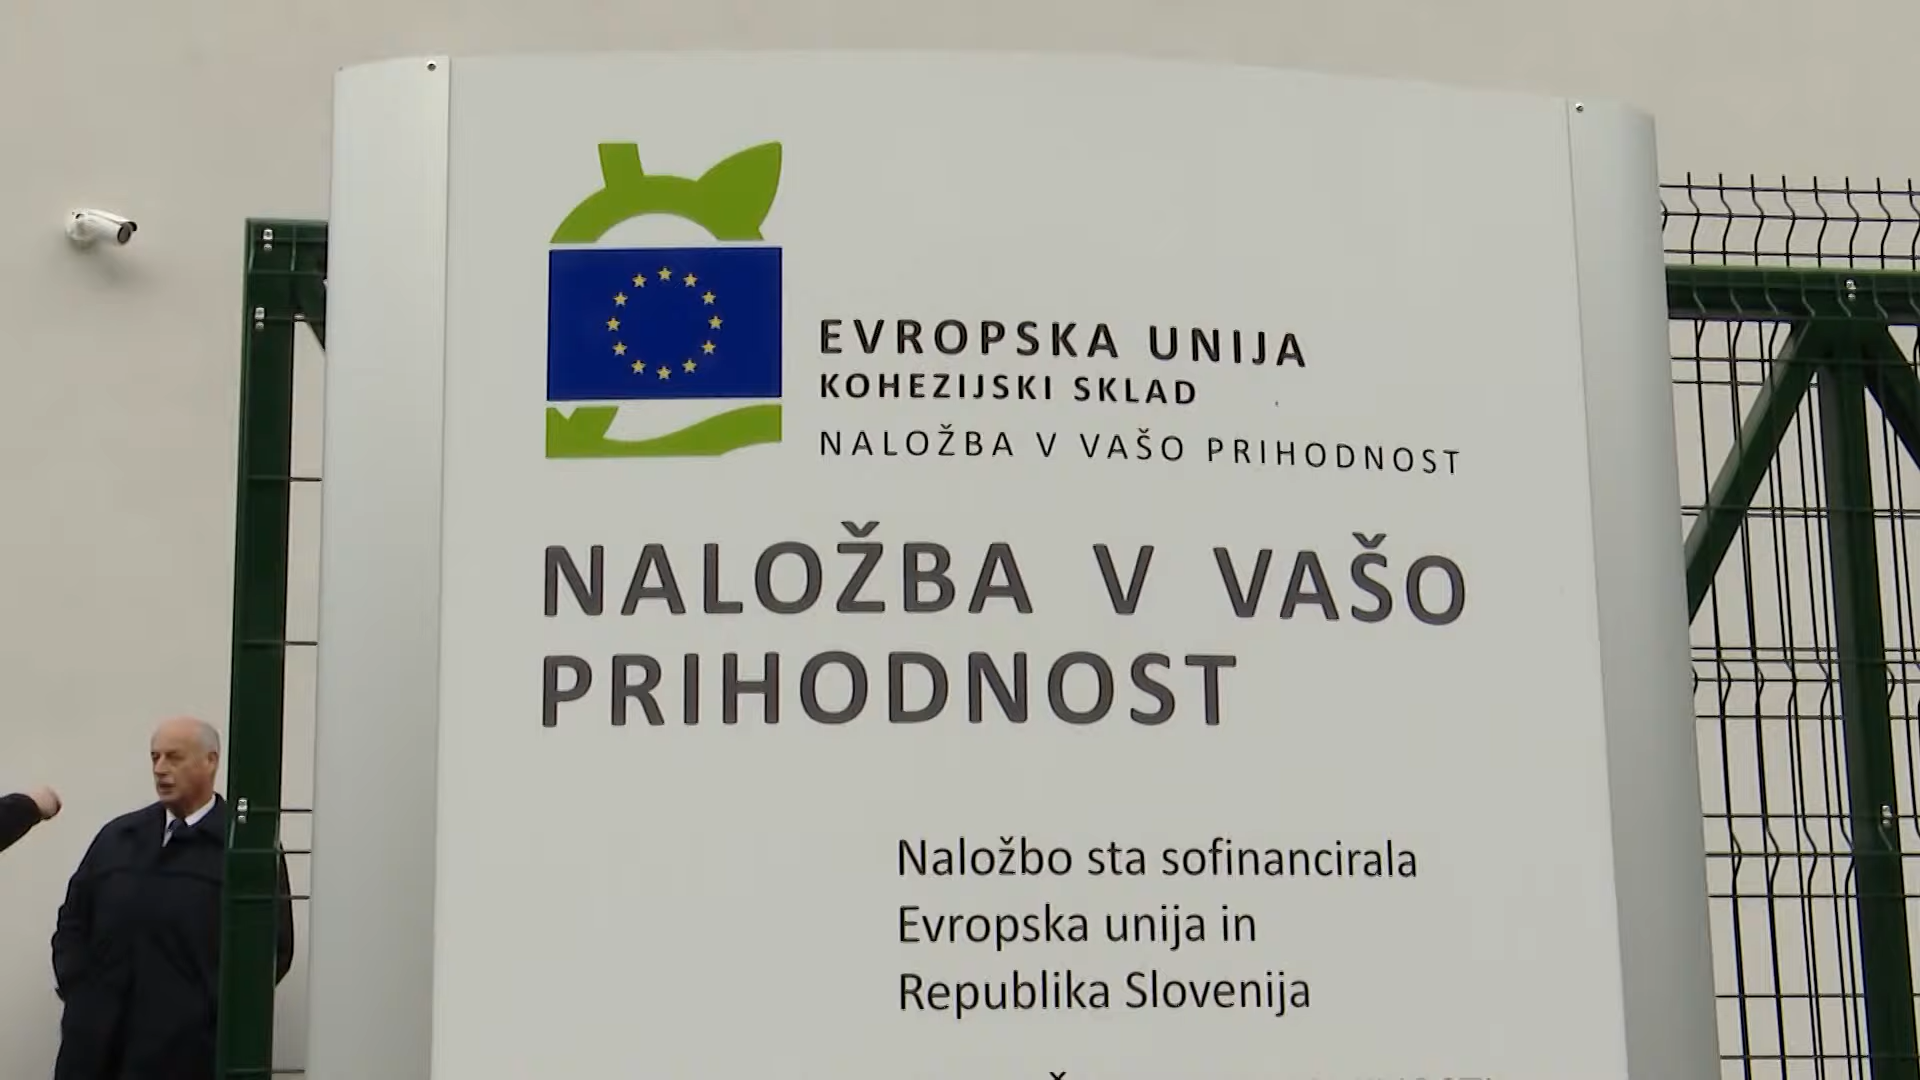 EVROPSKA UNIJA
KOHEZIJSKI SKLAD
NALOŽBA V VAŠO PRIHODNOST
NALOŽBA V VAŠO
PRIHODNOST
Naložbo sta sofinancirala
Evropska unija in
Republika Slovenija